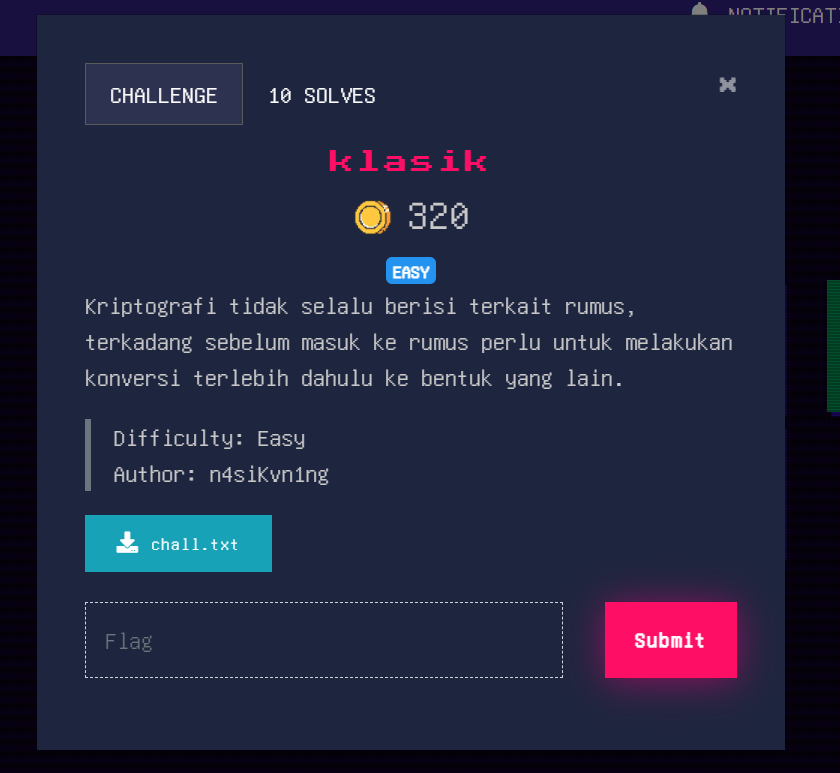 NOTIFICATI
CHALLENGE
10 SOLVES
klasik
320
EASY
Kriptografi tidak selalu berisi terkait rumus,
terkadang sebelum masuk ke rumus perlu untuk melakukan
konversi terlebih dahulu ke bentuk yang lain.
Difficulty: Easy
Author: n4siKvn1ng
chall.txt
Flag
Submit